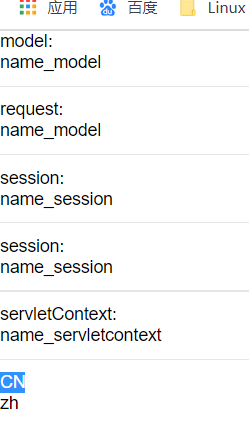 应用 百度 Linux
model:
name_model
request:
name_model
session:
name_session
session:
name_session
servletContext:
name_servletcontext
CN
zh